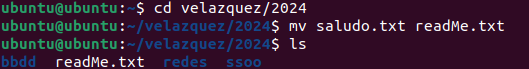 ubuntu@ubuntu:~$ cd velazquez/2024
ubuntu@ubuntu:~/velazquez/2024$ mv saludo.txt readMe.txt
ubuntu@ubuntu:~/velazquez/2024$ ls
bbdd  readMe.txt  redes  ssoo